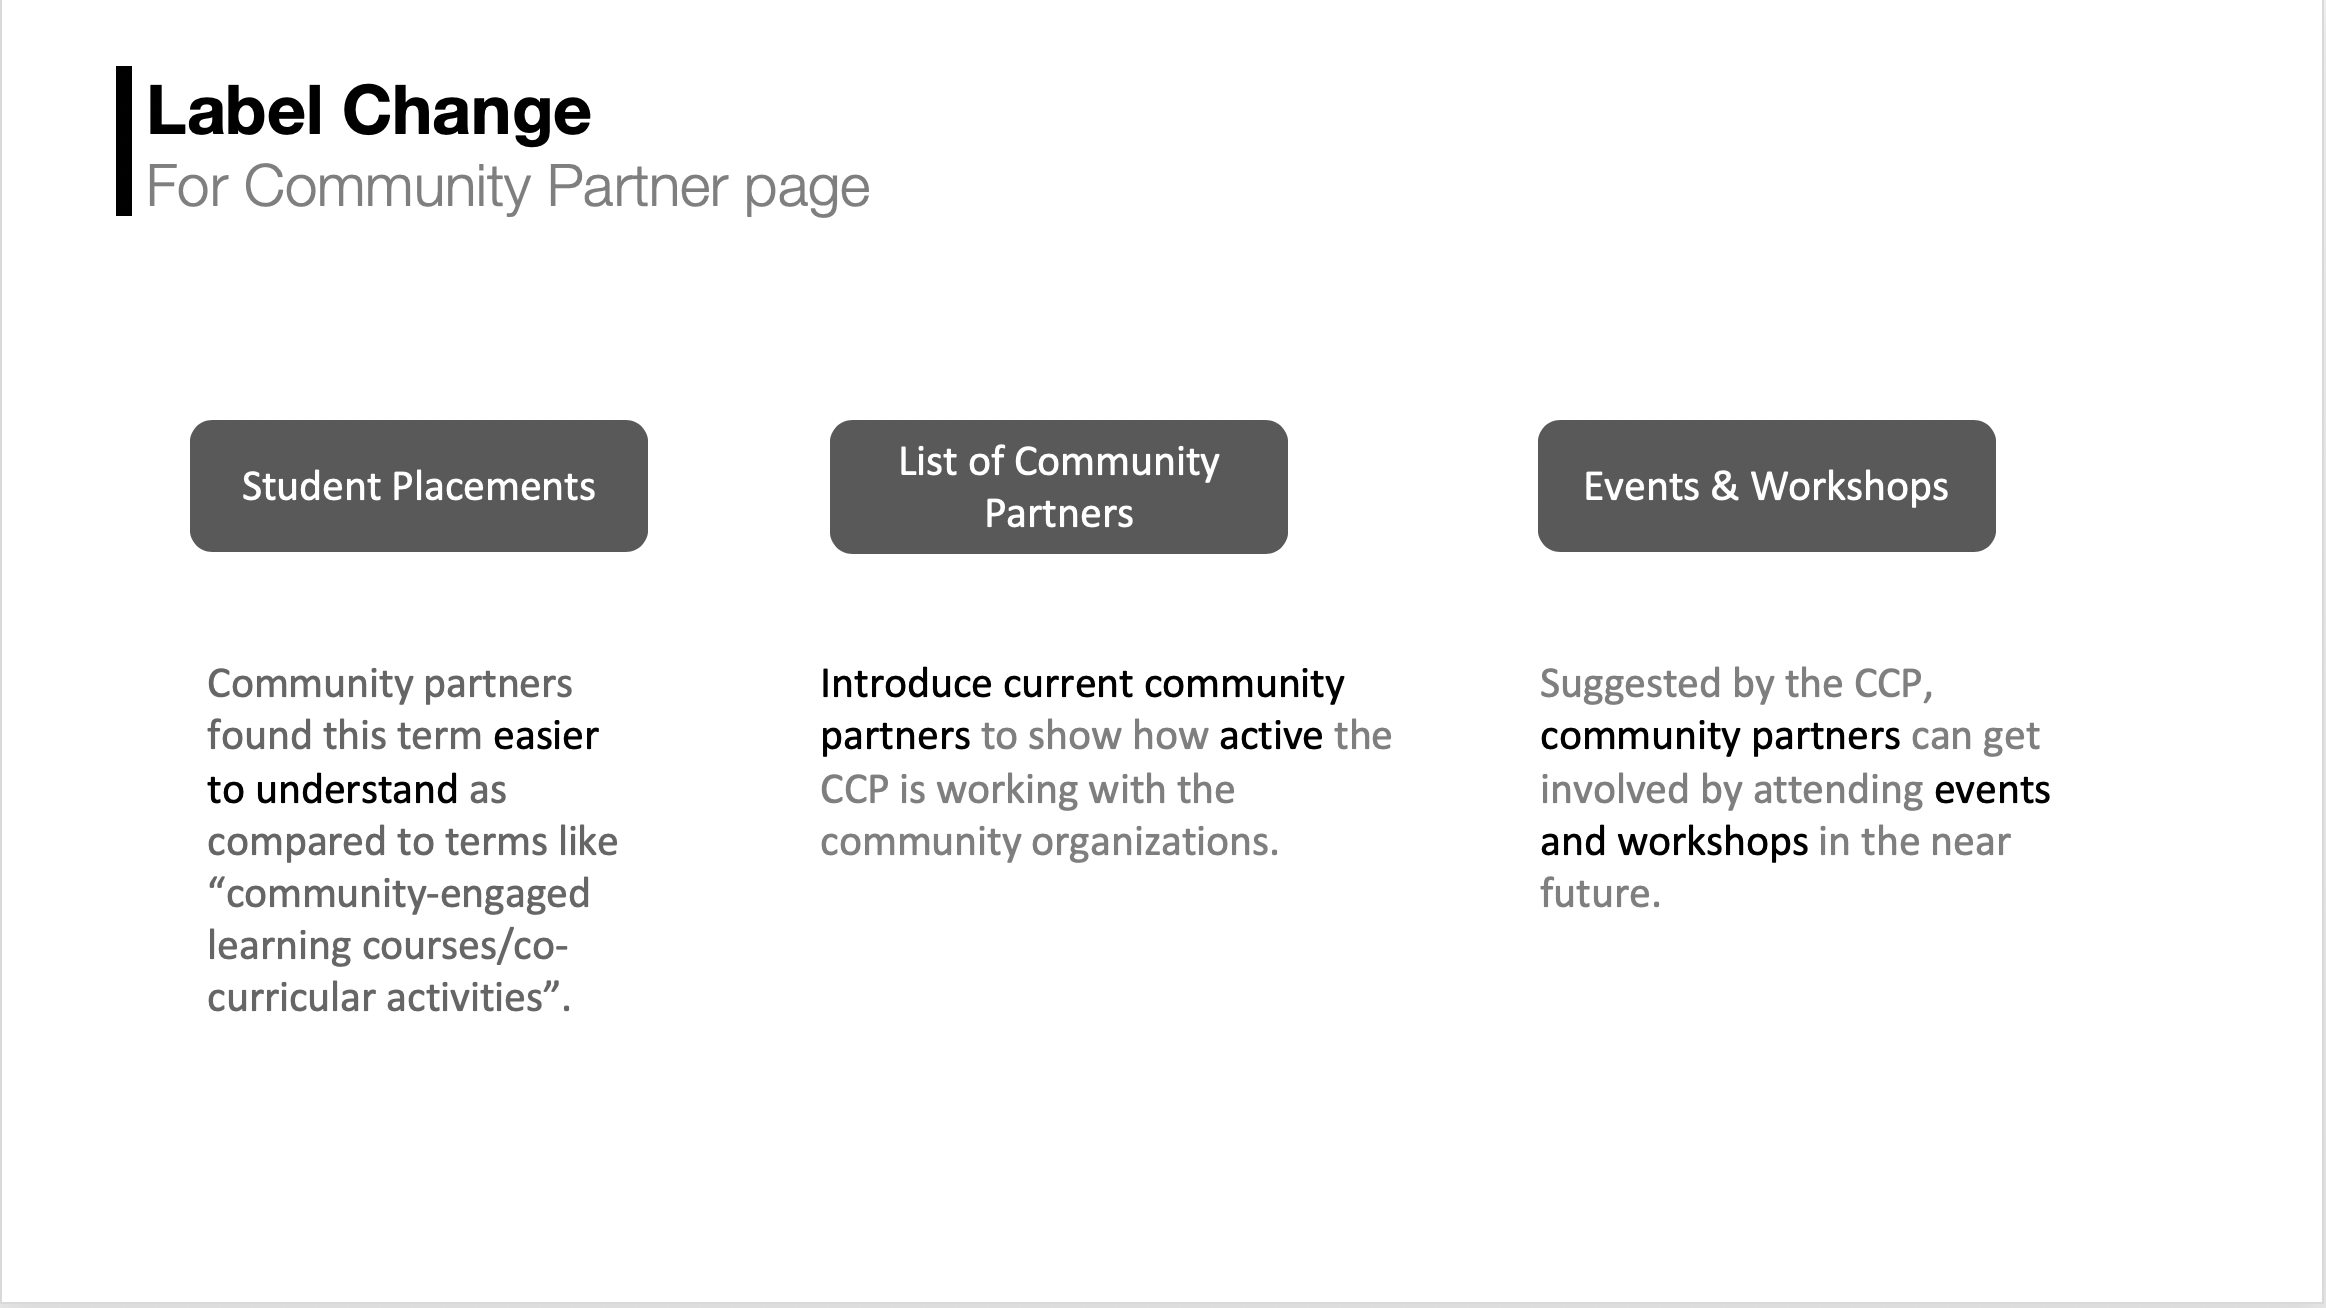 Label Change
For Community Partner page
Student Placements
List of Community
Partners
Events & Workshops
Community partners
found this term easier
to understand as
compared to terms like
“community-engaged
learning courses/co-
curricular activities”.
Introduce current community
partners to show how active the
CCP is working with the
community organizations.
Suggested by the CCP,
community partners can get
involved by attending events
and workshops in the near
future.